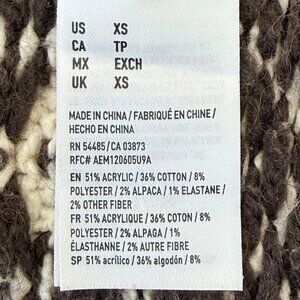 US XS
CA TP
MX EXCH
UK XS
MADE IN CHINA / FABRIQUÉ EN CHINE /
HECHO EN CHINA
RN 54485/ CA 03873
RFC# AEM120605U9A
EN 51% ACRYLIC / 36% COTTON / 8%
POLYESTER / 2% ALPACA / 1% ELASTANE /
2% OTHER FIBER
FR 51% ACRYLIQUE / 36% COTON / 8%
POLYESTER / 2% ALPAGA / 1%
ÉLASTHANNE / 2% AUTRE FIBRE
SP 51% acrílico / 36% algodón / 8%